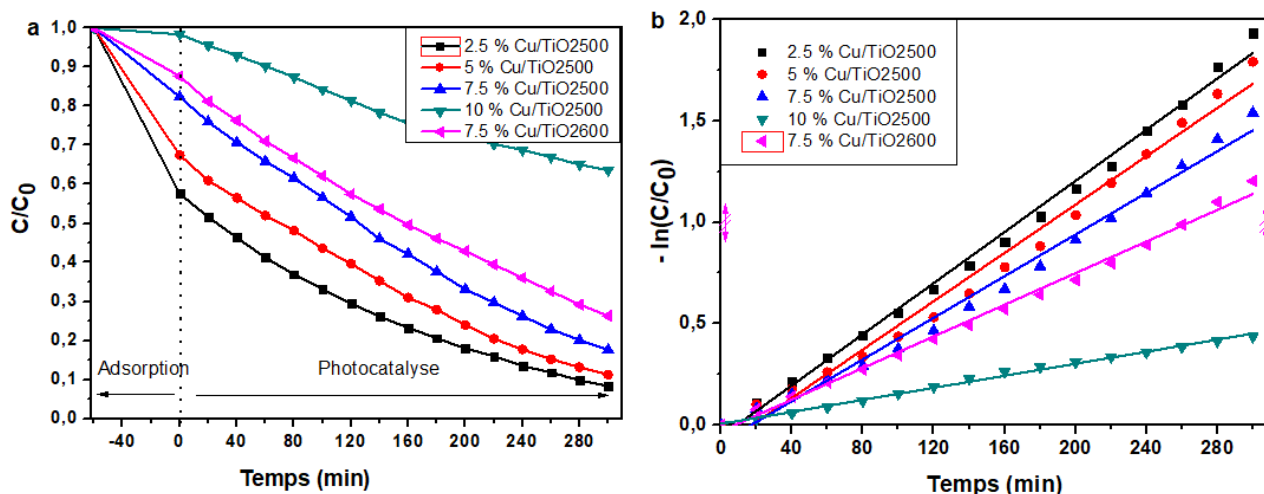 a
1,0
0,9
0,8
0,7
0,6
0,5
0,4
0,3
0,2
0,1
0,0
C/C0
2.5 % Cu/TiO2500
5 % Cu/TiO2500
7.5 % Cu/TiO2500
10 % Cu/TiO2500
7.5 % Cu/TiO2600
Adsorption
Photocatalyse
-40 0 40 80 120 160 200 240 280
Temps (min)
b
2,0
1,5
1,0
0,5
0,0
- ln(C/C0)
2.5 % Cu/TiO2500
5 % Cu/TiO2500
7.5 % Cu/TiO2500
10 % Cu/TiO2500
7.5 % Cu/TiO2600
0 40 80 120 160 200 240 280
Temps (min)